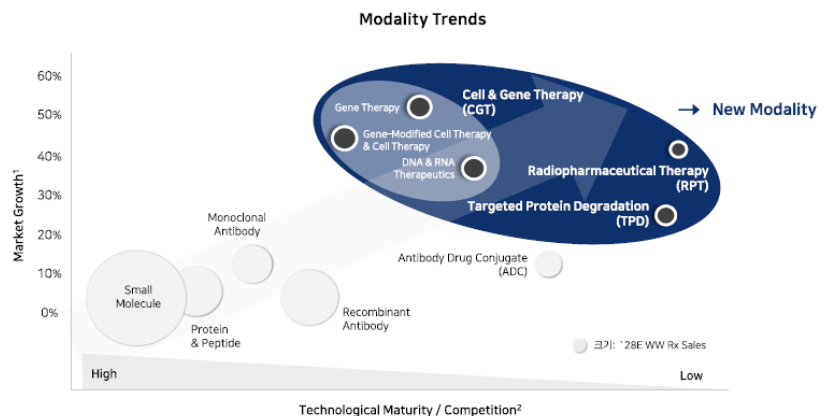 Modality Trends
Market Growth¹
60%
50%
40%
30%
20%
10%
0%
Gene Therapy
Cell & Gene Therapy
(CGT)
Gene-Modified Cell Therapy
& Cell Therapy
DNA & RNA
Therapeutics
→ New Modality
Radiopharmaceutical Therapy
(RPT)
Targeted Protein Degradation
(TPD)
Monoclonal
Antibody
Antibody Drug Conjugate
(ADC)
Small
Molecule
Protein
& Peptide
Recombinant
Antibody
크기: `28E WW Rx Sales
High
Low
Technological Maturity / Competition²